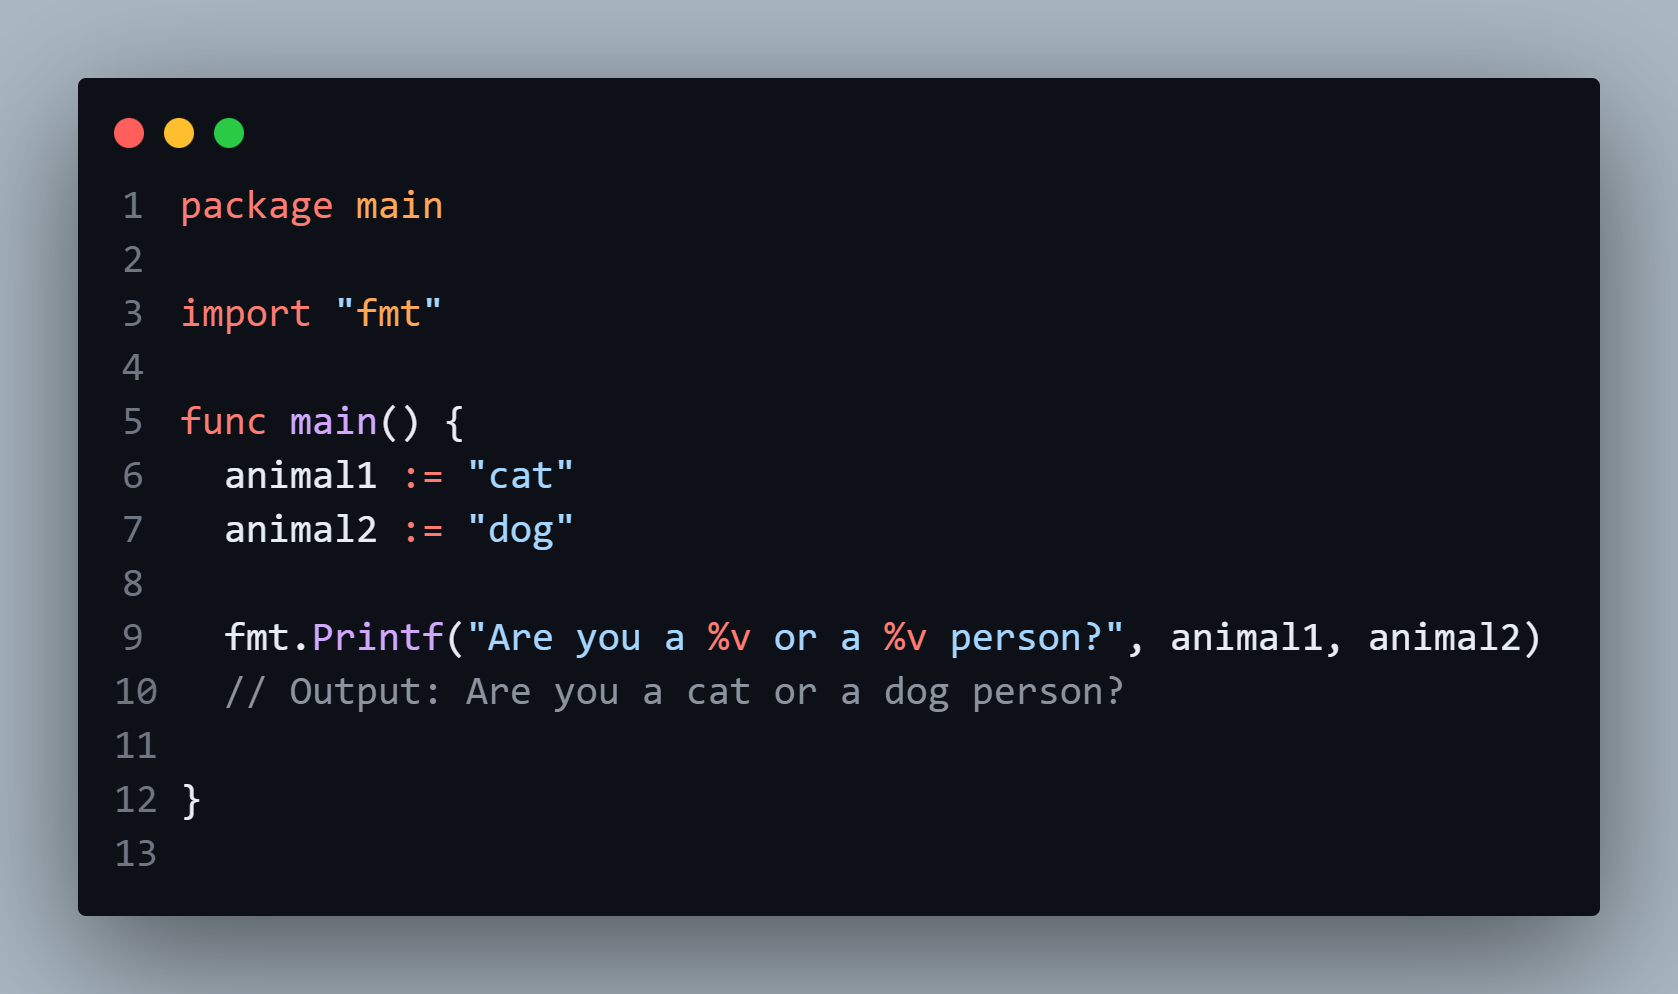 1 package main
2
3 import "fmt"
4
5 func main() {
6   animal1 := "cat"
7   animal2 := "dog"
8
9   fmt.Printf("Are you a %v or a %v person?", animal1, animal2)
10   // Output: Are you a cat or a dog person?
11
12 }
13